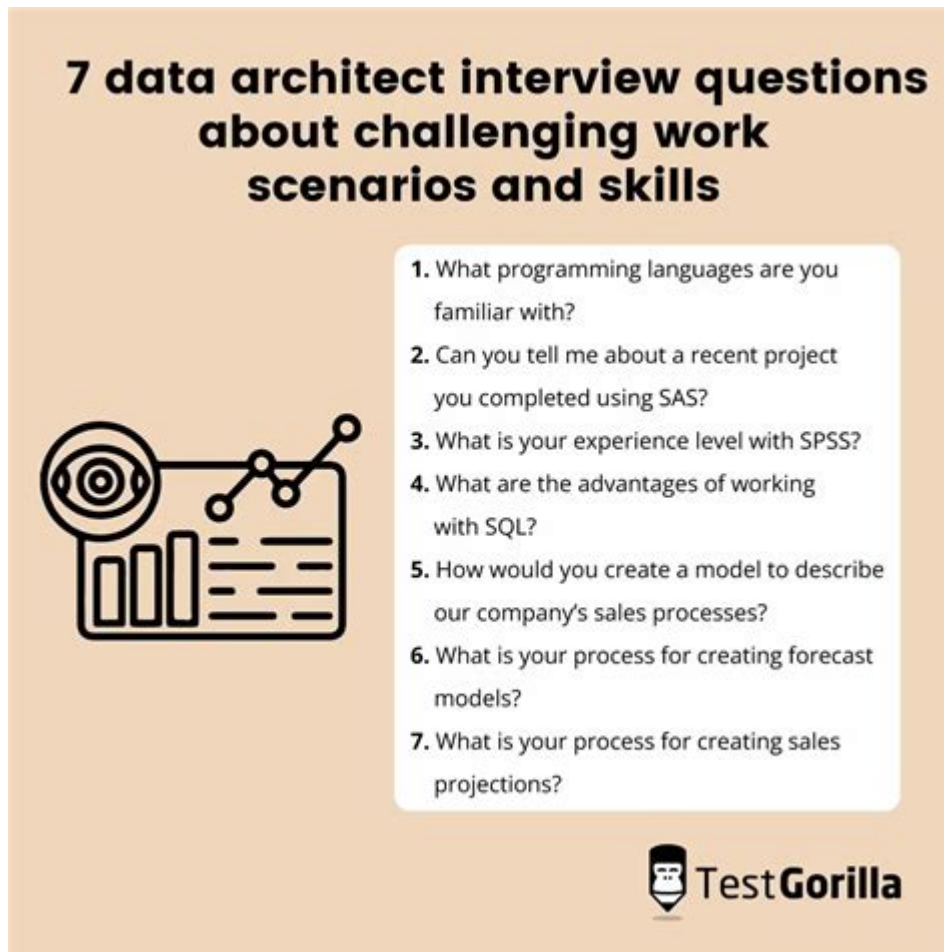 7 data architect interview questions
about challenging work
scenarios and skills
1. What programming languages are you
familiar with?
2. Can you tell me about a recent project
you completed using SAS?
3. What is your experience level with SPSS?
4. What are the advantages of working
with SQL?
5. How would you create a model to describe
our company’s sales processes?
6. What is your process for creating forecast
models?
7. What is your process for creating sales
projections?
TestGorilla